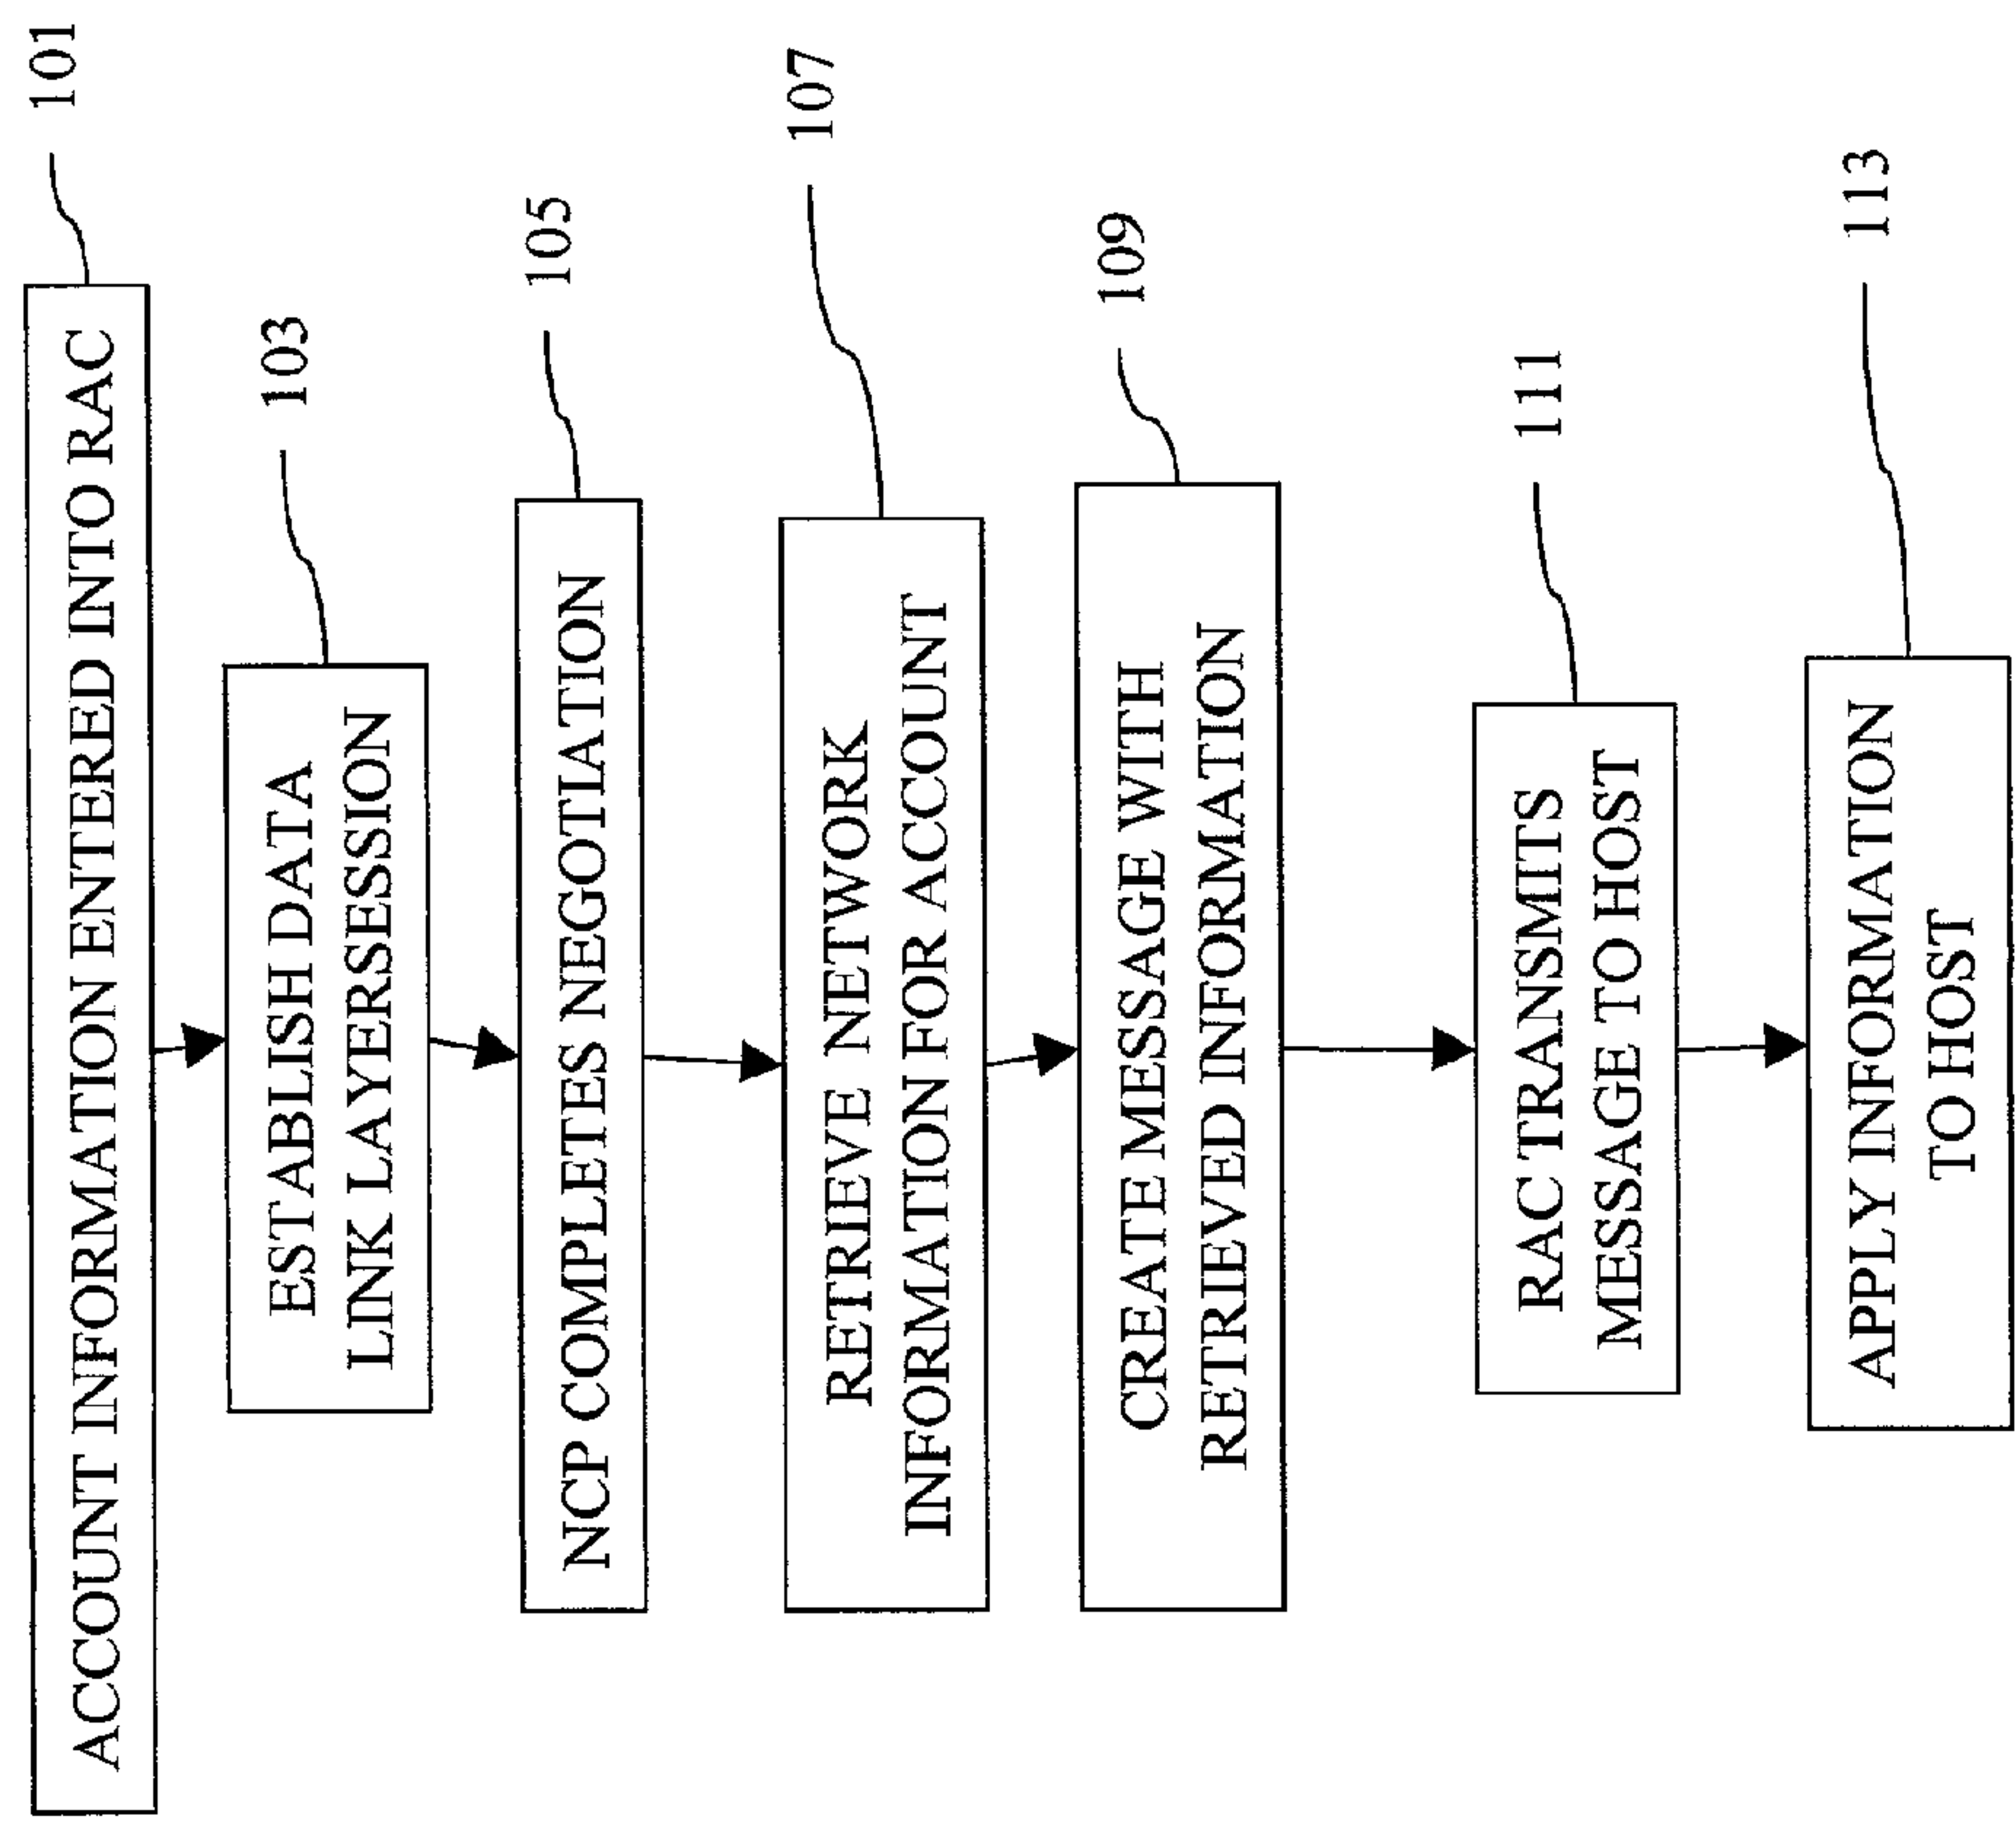 ACCOUNT INFORMATION ENTERED INTO RAC
101
ESTABLISH DATA
LINK LAYERSESSION
103
NCP COMPLETES NEGOTIATION
105
RETRIEVE NETWORK
INFORMATION FOR ACCOUNT
107
CREATE MESSAGE WITH
RETRIEVED INFORMATION
109
RAC TRANSMITS
MESSAGE TO HOST
111
APPLY INFORMATION
TO HOST
113